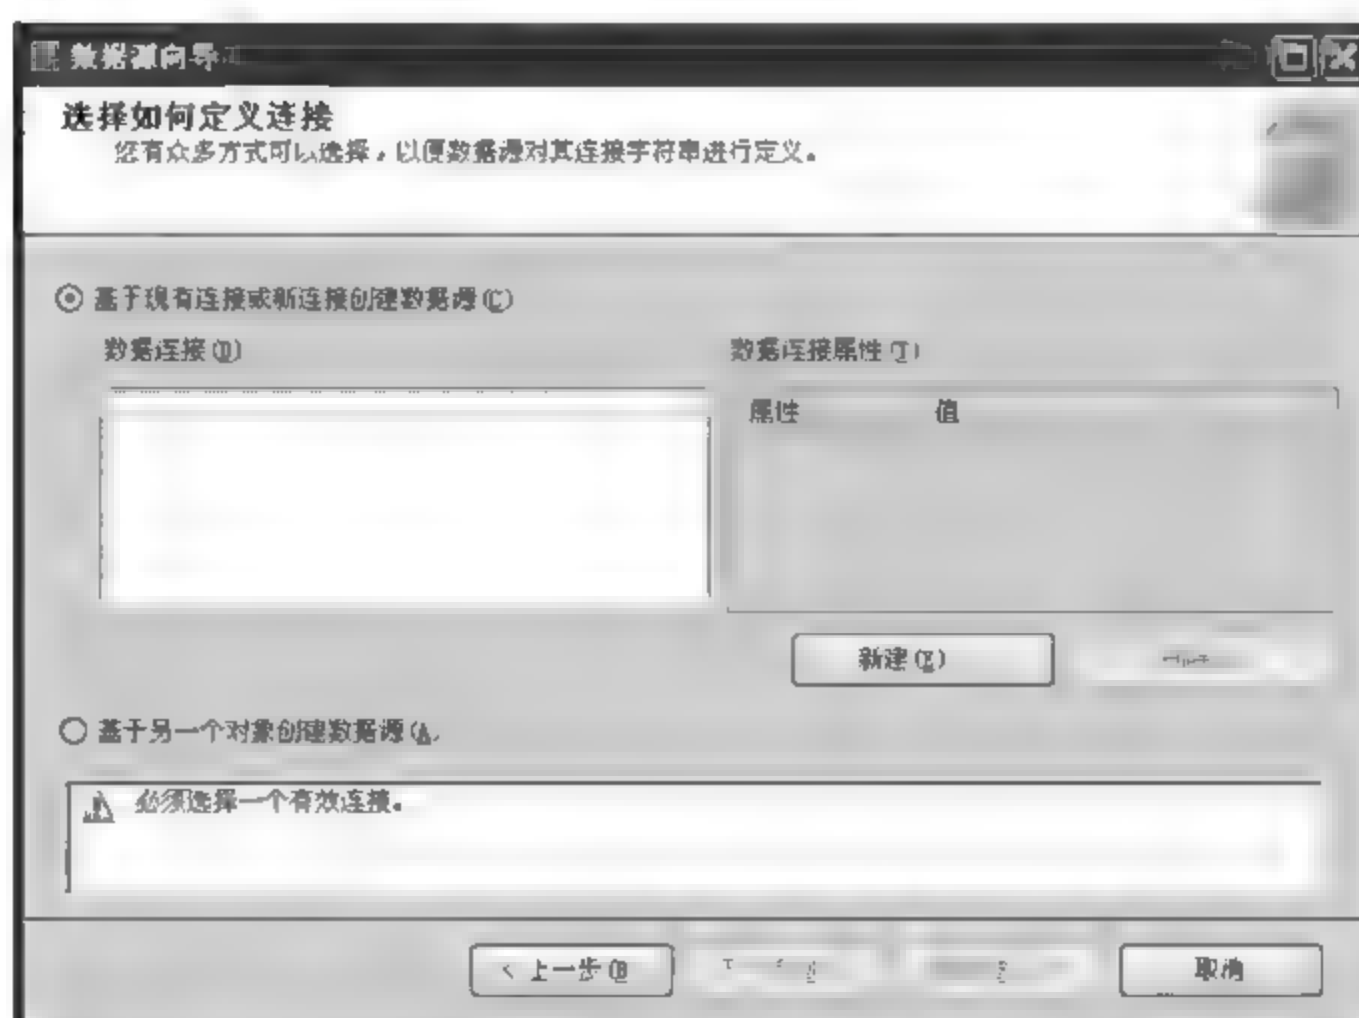 数据源向导
选择如何定义连接
您有众多方式可以选择，以便数据源对其连接字符串进行定义。
基于现有连接或新连接创建数据源(C)
数据连接(D)
数据连接属性(T)
属性 值
新建(N)
基于另一个对象创建数据源(A)
必须选择一个有效连接。
< 上一步(B)
取消